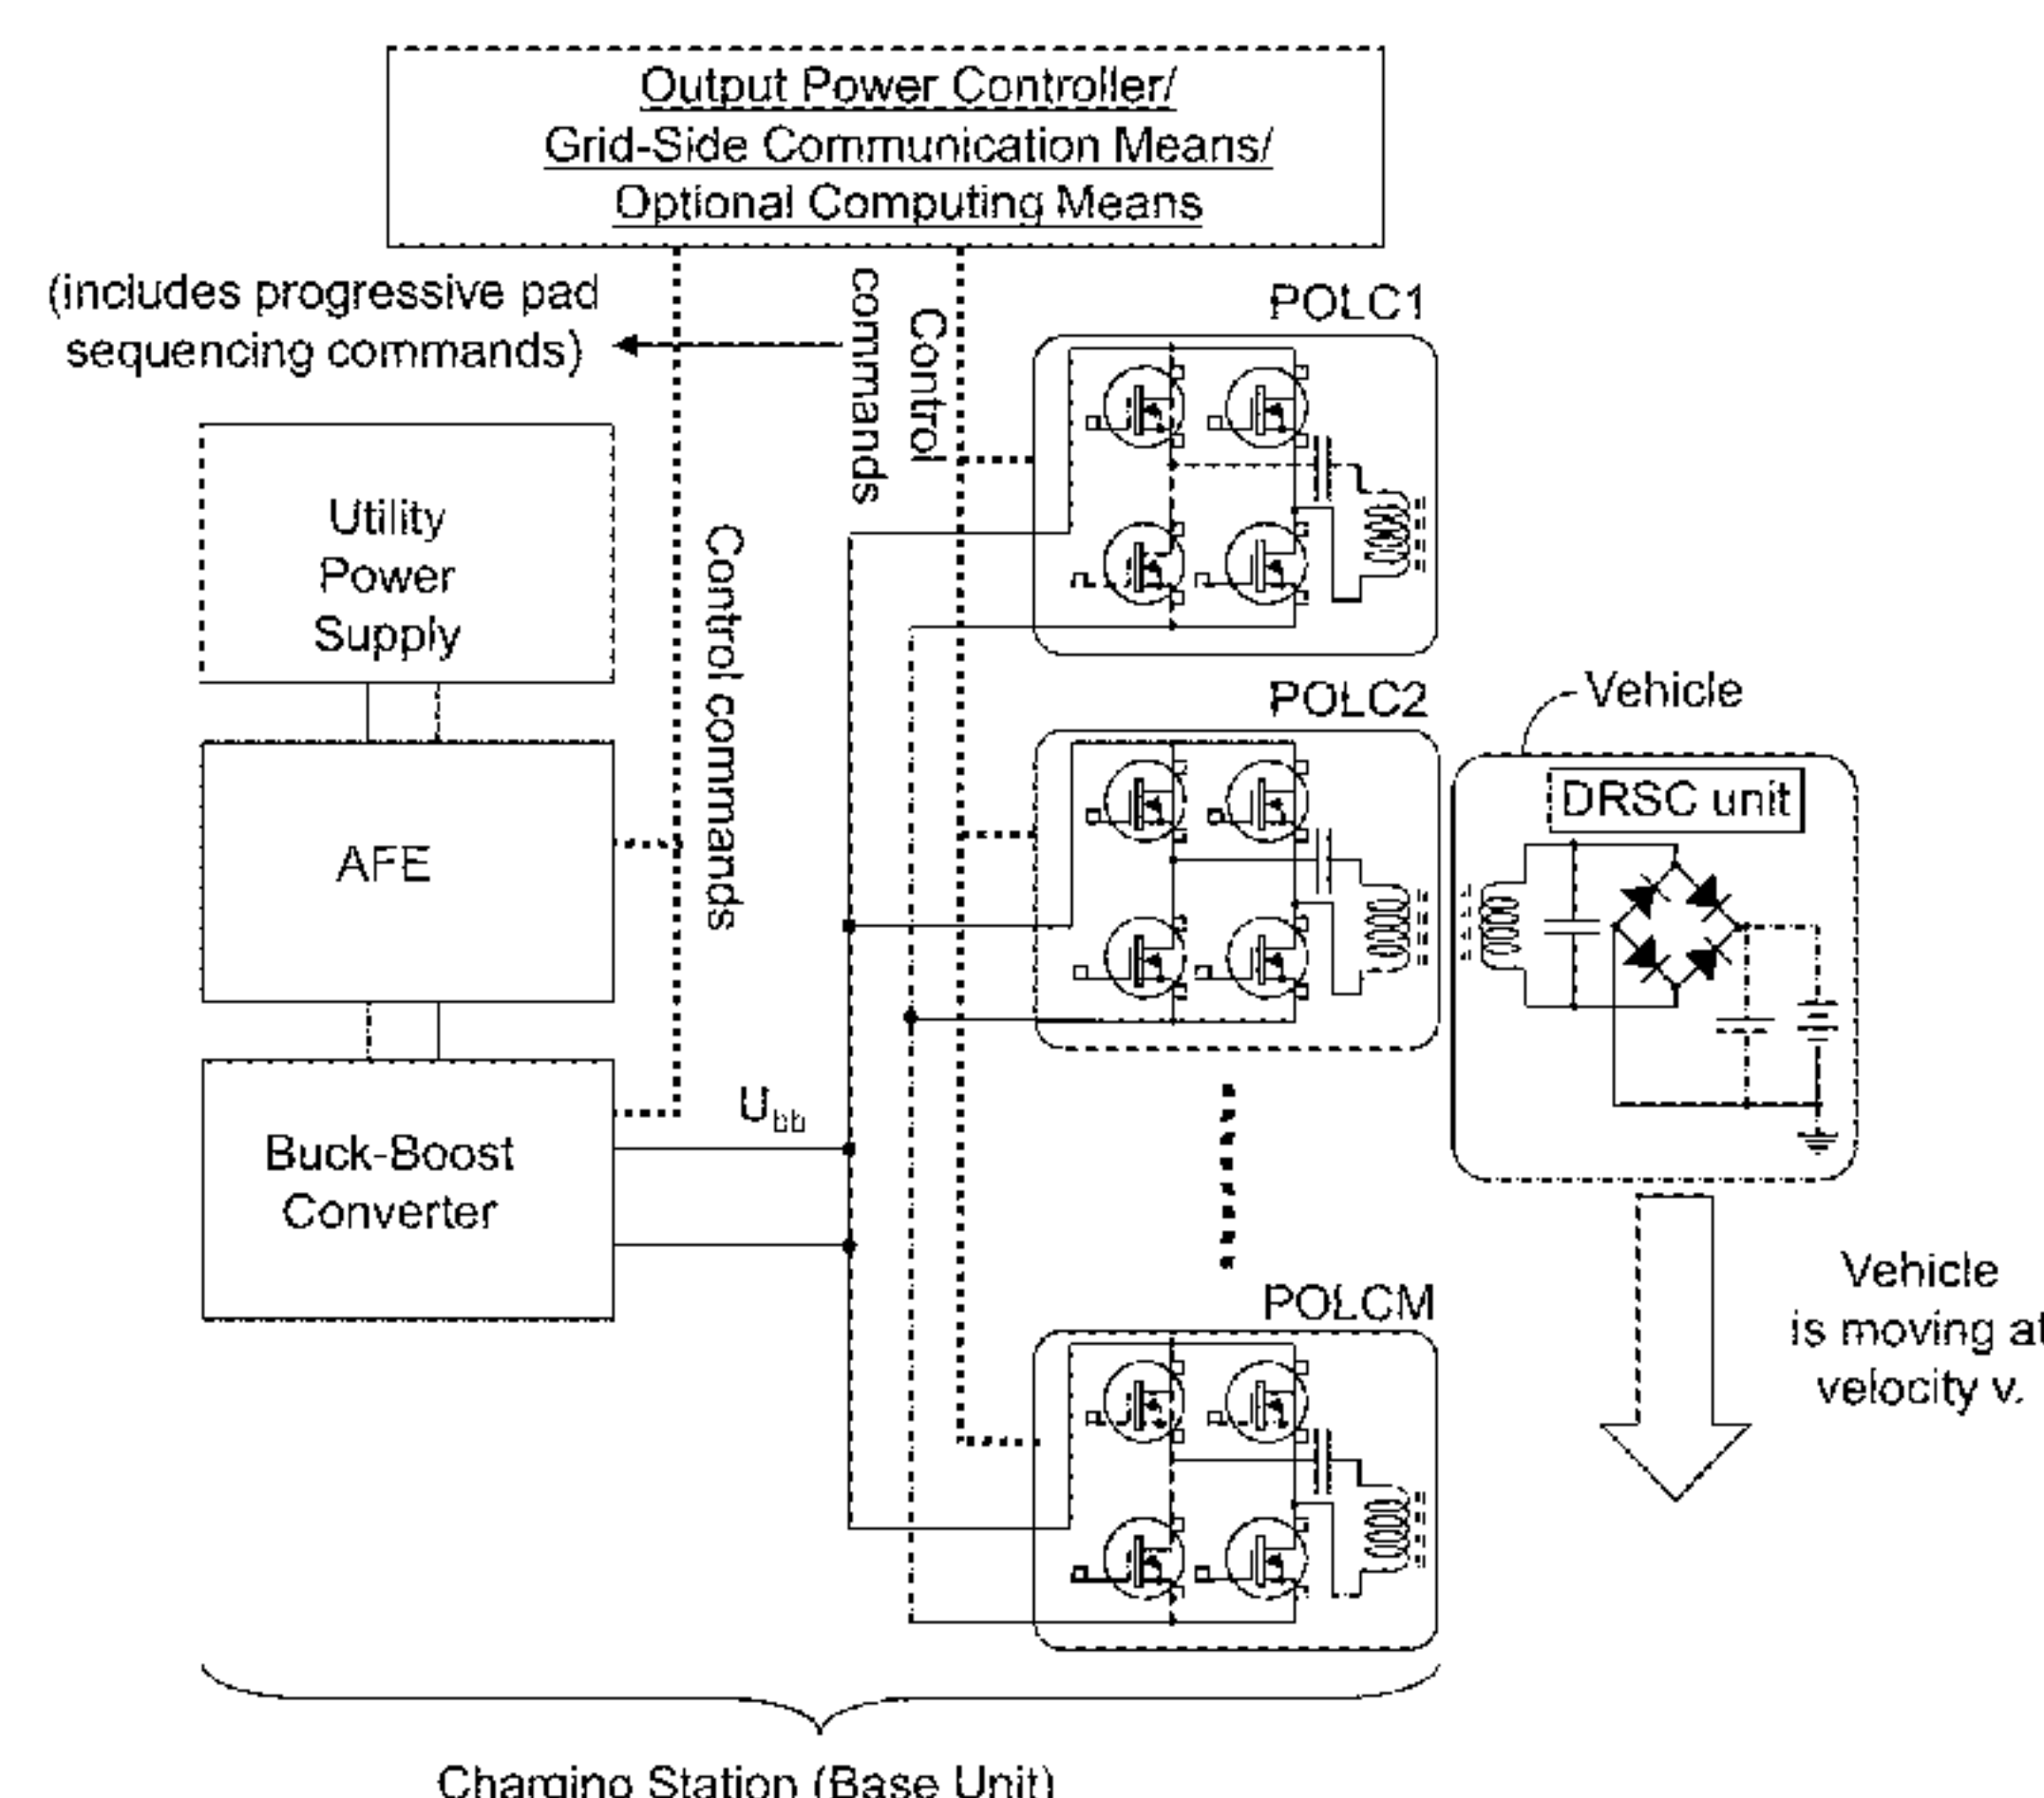 Output Power Controller/
Grid-Side Communication Means/
Optional Computing Means
(includes progressive pad
sequencing commands)
Control
commands
POLC1
Utility
Power
Supply
Control commands
POLC2
Vehicle
DRSC unit
AFE
Ubb
Buck-Boost
Converter
POLCM
Vehicle
is moving at
velocity v.
Charging Station (Base Unit)